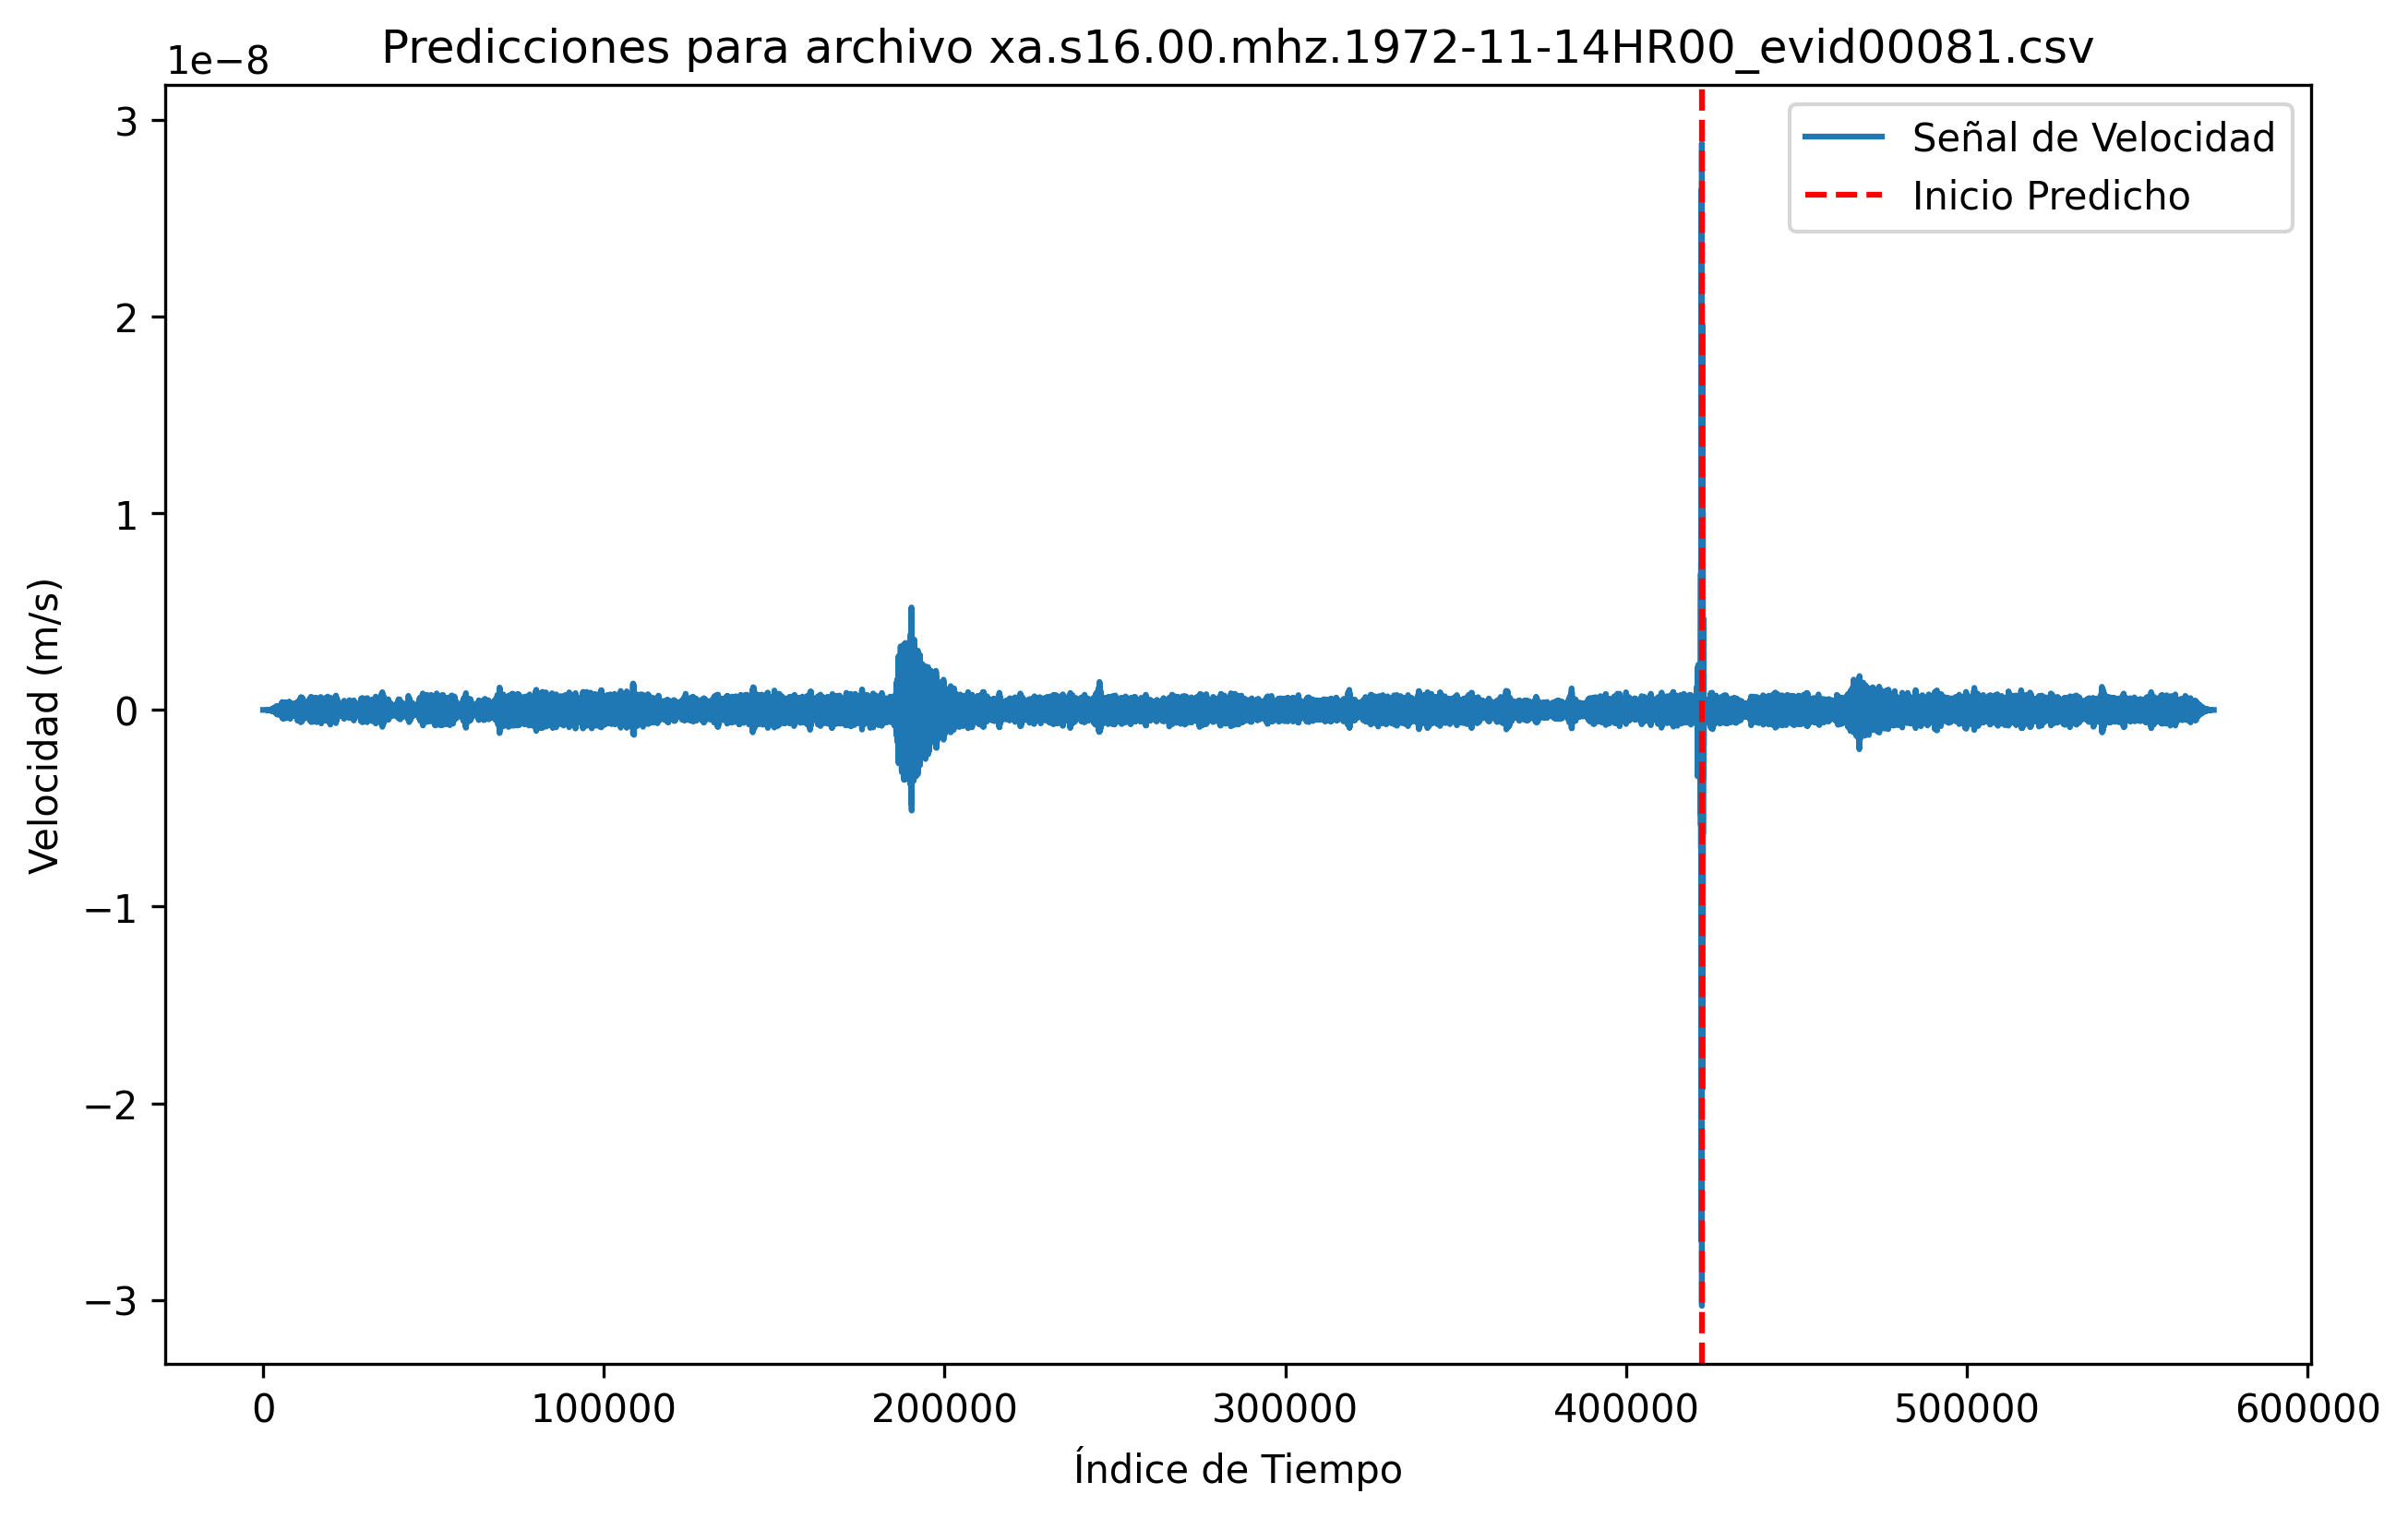 Predicciones para archivo xa.s16.00.mhz.1972-11-14HR00_evid00081.csv
1e−8
Señal de Velocidad
Inicio Predicho
3
2
1
0
−1
−2
−3
Velocidad (m/s)
0 100000 200000 300000 400000 500000 600000
Índice de Tiempo